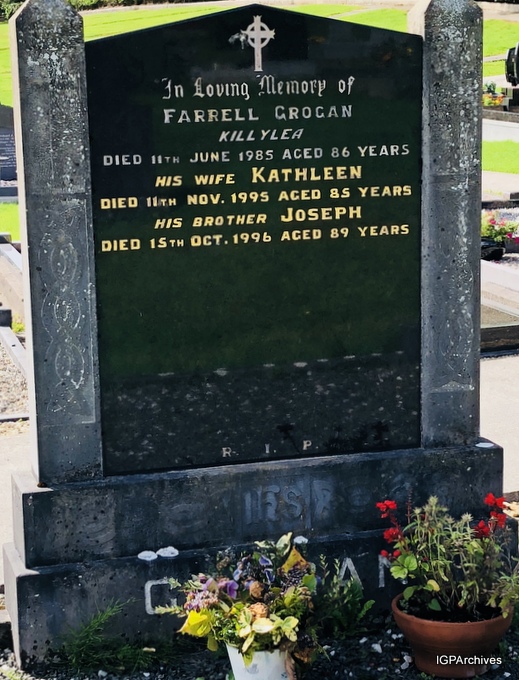 In Loving Memory of
FARRELL GROGAN
KILLYLEA
DIED 11TH JUNE 1985 AGED 86 YEARS
HIS WIFE KATHLEEN
DIED 11TH NOV. 1995 AGED 85 YEARS
HIS BROTHER JOSEPH
DIED 15TH OCT. 1996 AGED 89 YEARS
R I P
IHS
IGPArchives